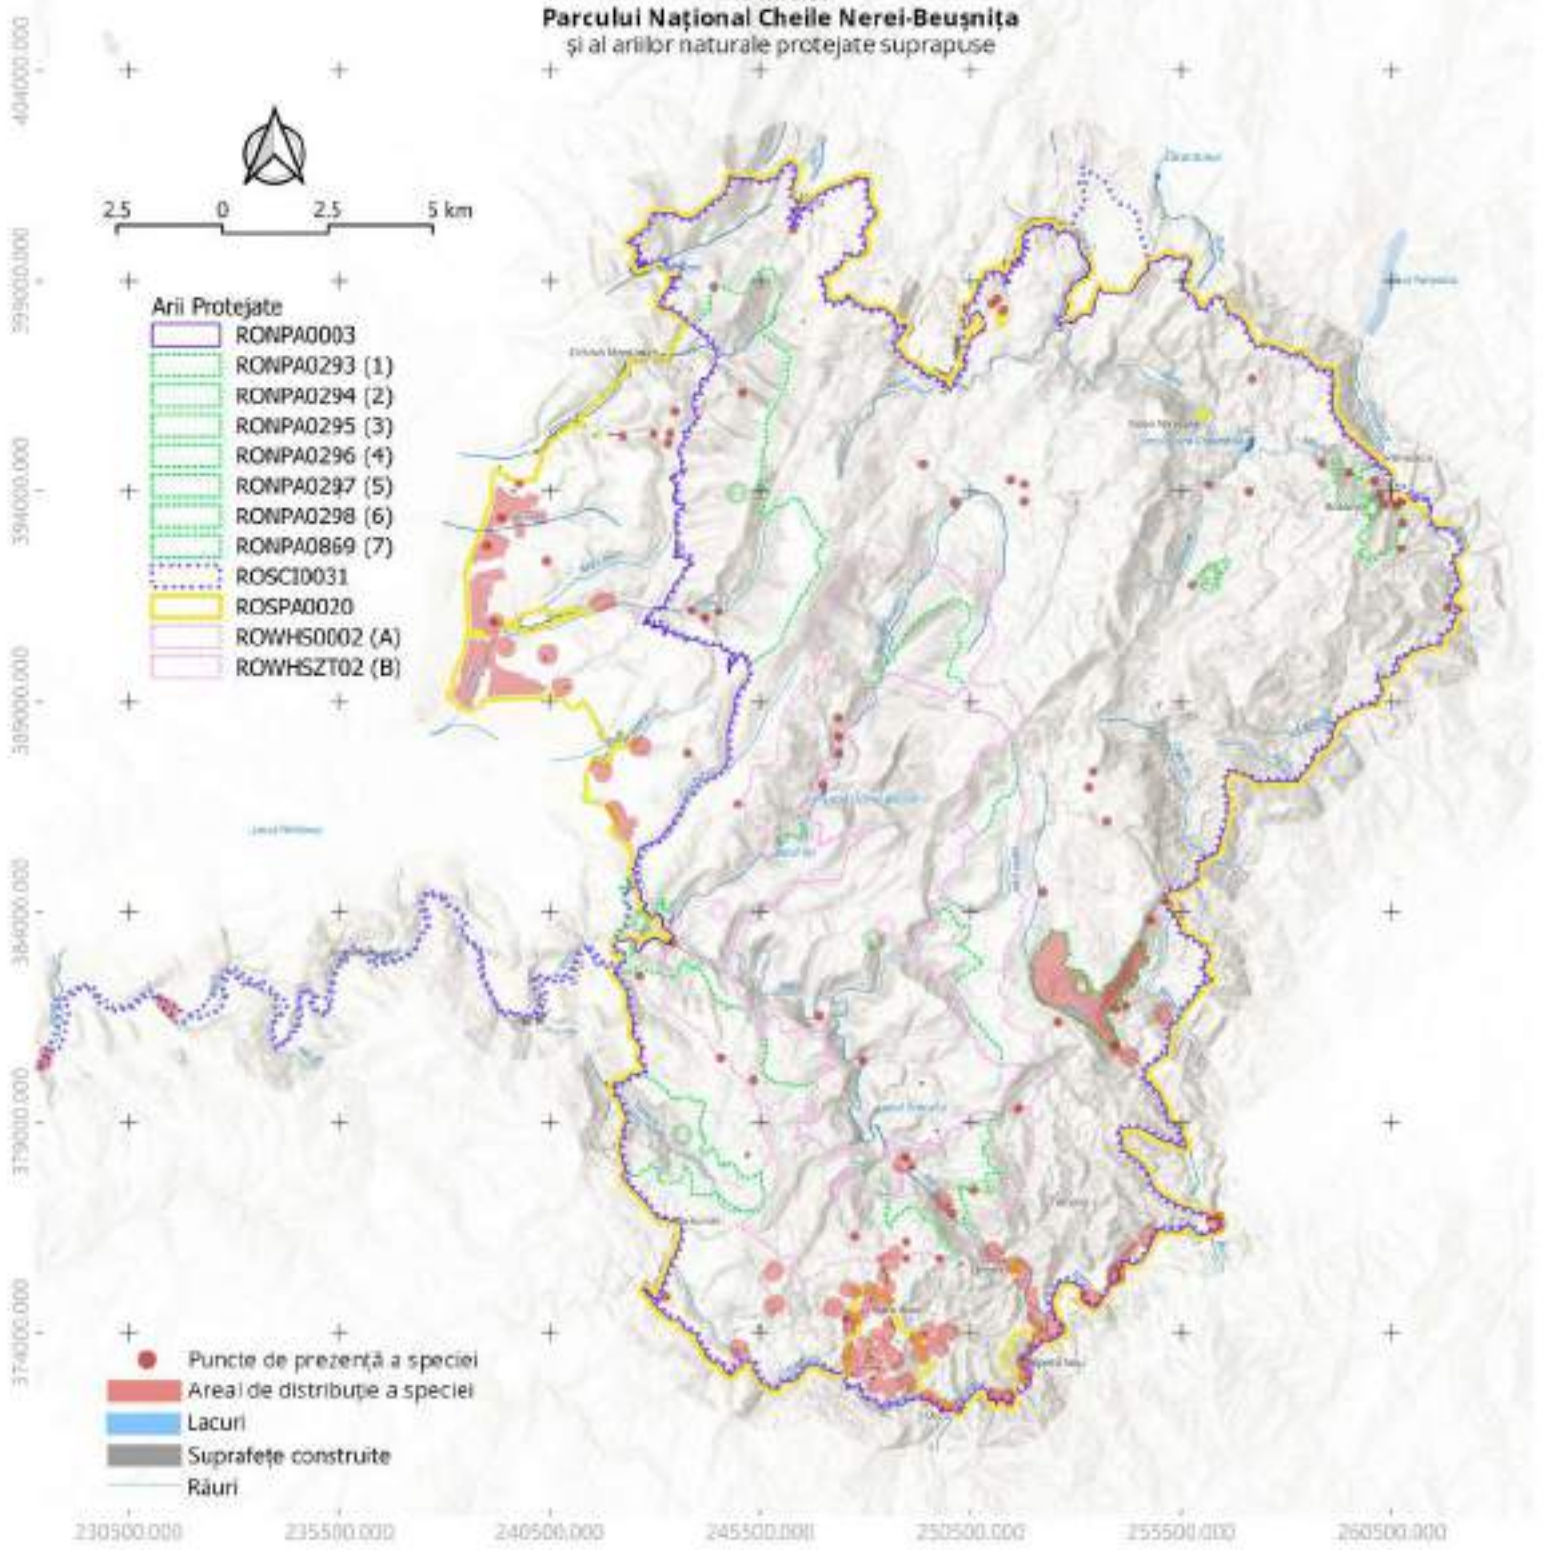 Parcului Național Cheile Nerei-Beușnița
și al ariilor naturale protejate suprapuse
404000.000
399000.000
394000.000
389000.000
384000.000
379000.000
374000.000
2.5 0 2.5 5 km
Arii Protejate
RONPA0003
RONPA0293 (1)
RONPA0294 (2)
RONPA0295 (3)
RONPA0296 (4)
RONPA0297 (5)
RONPA0298 (6)
RONPA0869 (7)
ROSCI0031
ROSPA0020
ROWHS0002 (A)
ROWHSZT02 (B)
Puncte de prezență a speciei
Areal de distribuție a speciei
Lacuri
Suprafețe construite
Râuri
230500.000 235500.000 240500.000 245500.000 250500.000 255500.000 260500.000